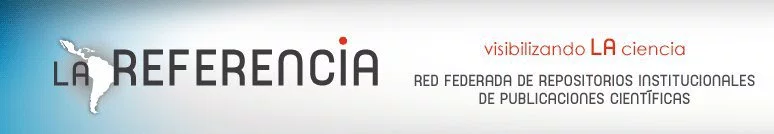 LA REFERENCIA
visibilizando LA ciencia
RED FEDERADA DE REPOSITORIOS INSTITUCIONALES
DE PUBLICACIONES CIENTÍFICAS